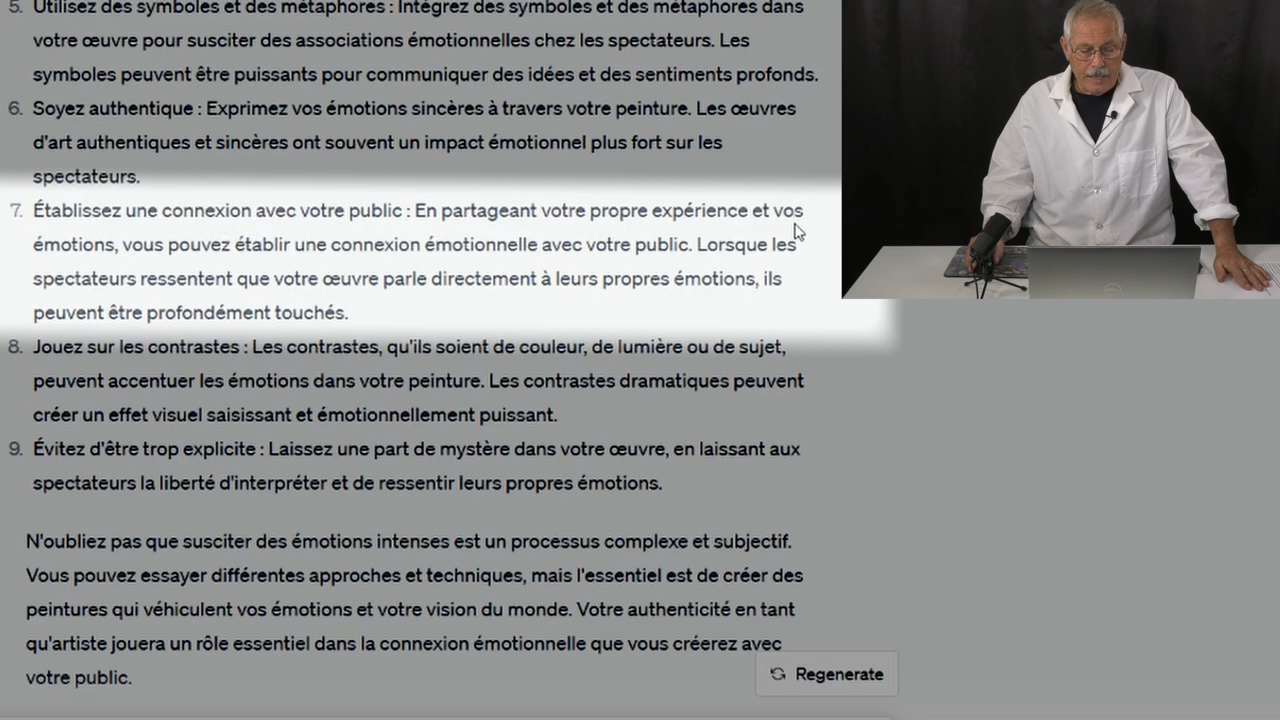 5. Utilisez des symboles et des métaphores : Intégrez des symboles et des métaphores dans
votre œuvre pour susciter des associations émotionnelles chez les spectateurs. Les
symboles peuvent être puissants pour communiquer des idées et des sentiments profonds.
6. Soyez authentique : Exprimez vos émotions sincères à travers votre peinture. Les œuvres
d'art authentiques et sincères ont souvent un impact émotionnel plus fort sur les
spectateurs.
7. Établissez une connexion avec votre public : En partageant votre propre expérience et vos
émotions, vous pouvez établir une connexion émotionnelle avec votre public. Lorsque les
spectateurs ressentent que votre œuvre parle directement à leurs propres émotions, ils
peuvent être profondément touchés.
8. Jouez sur les contrastes : Les contrastes, qu'ils soient de couleur, de lumière ou de sujet,
peuvent accentuer les émotions dans votre peinture. Les contrastes dramatiques peuvent
créer un effet visuel saisissant et émotionnellement puissant.
9. Évitez d'être trop explicite : Laissez une part de mystère dans votre œuvre, en laissant aux
spectateurs la liberté d'interpréter et de ressentir leurs propres émotions.
N'oubliez pas que susciter des émotions intenses est un processus complexe et subjectif.
Vous pouvez essayer différentes approches et techniques, mais l'essentiel est de créer des
peintures qui véhiculent vos émotions et votre vision du monde. Votre authenticité en tant
qu'artiste jouera un rôle essentiel dans la connexion émotionnelle que vous créerez avec
votre public.
Regenerate